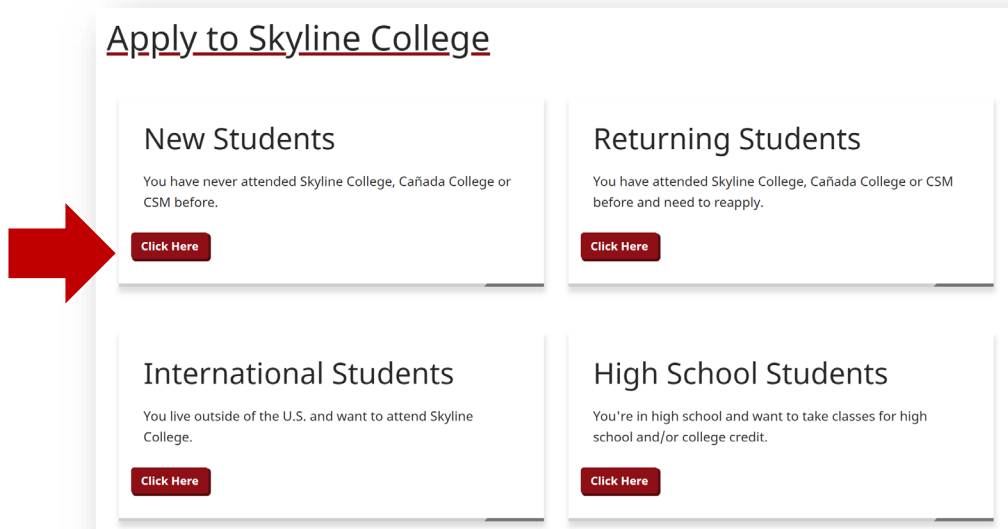 Apply to Skyline College
New Students
You have never attended Skyline College, Cañada College or
CSM before.
Click Here
Returning Students
You have attended Skyline College, Cañada College or CSM
before and need to reapply.
Click Here
International Students
You live outside of the U.S. and want to attend Skyline
College.
Click Here
High School Students
You're in high school and want to take classes for high
school and/or college credit.
Click Here